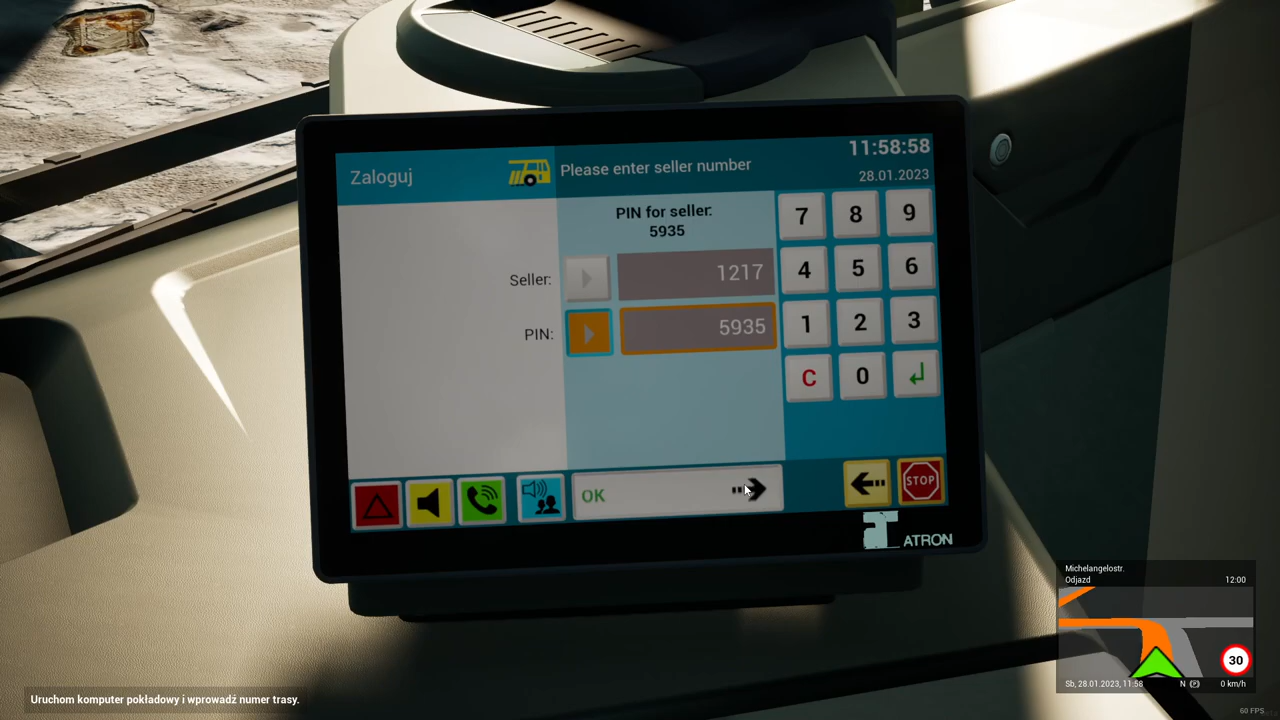 Zaloguj
Please enter seller number
11:58:58
28.01.2023
PIN for seller:
5935
Seller:
1217
PIN:
5935
7 8 9
4 5 6
1 2 3
C 0
OK
STOP
ATRON
Michelangelostr.
Odjazd 12:00
30
Sb, 28.01.2023, 11:58 N (P) 0 km/h
Uruchom komputer pokładowy i wprowadź numer trasy.
60 FPS